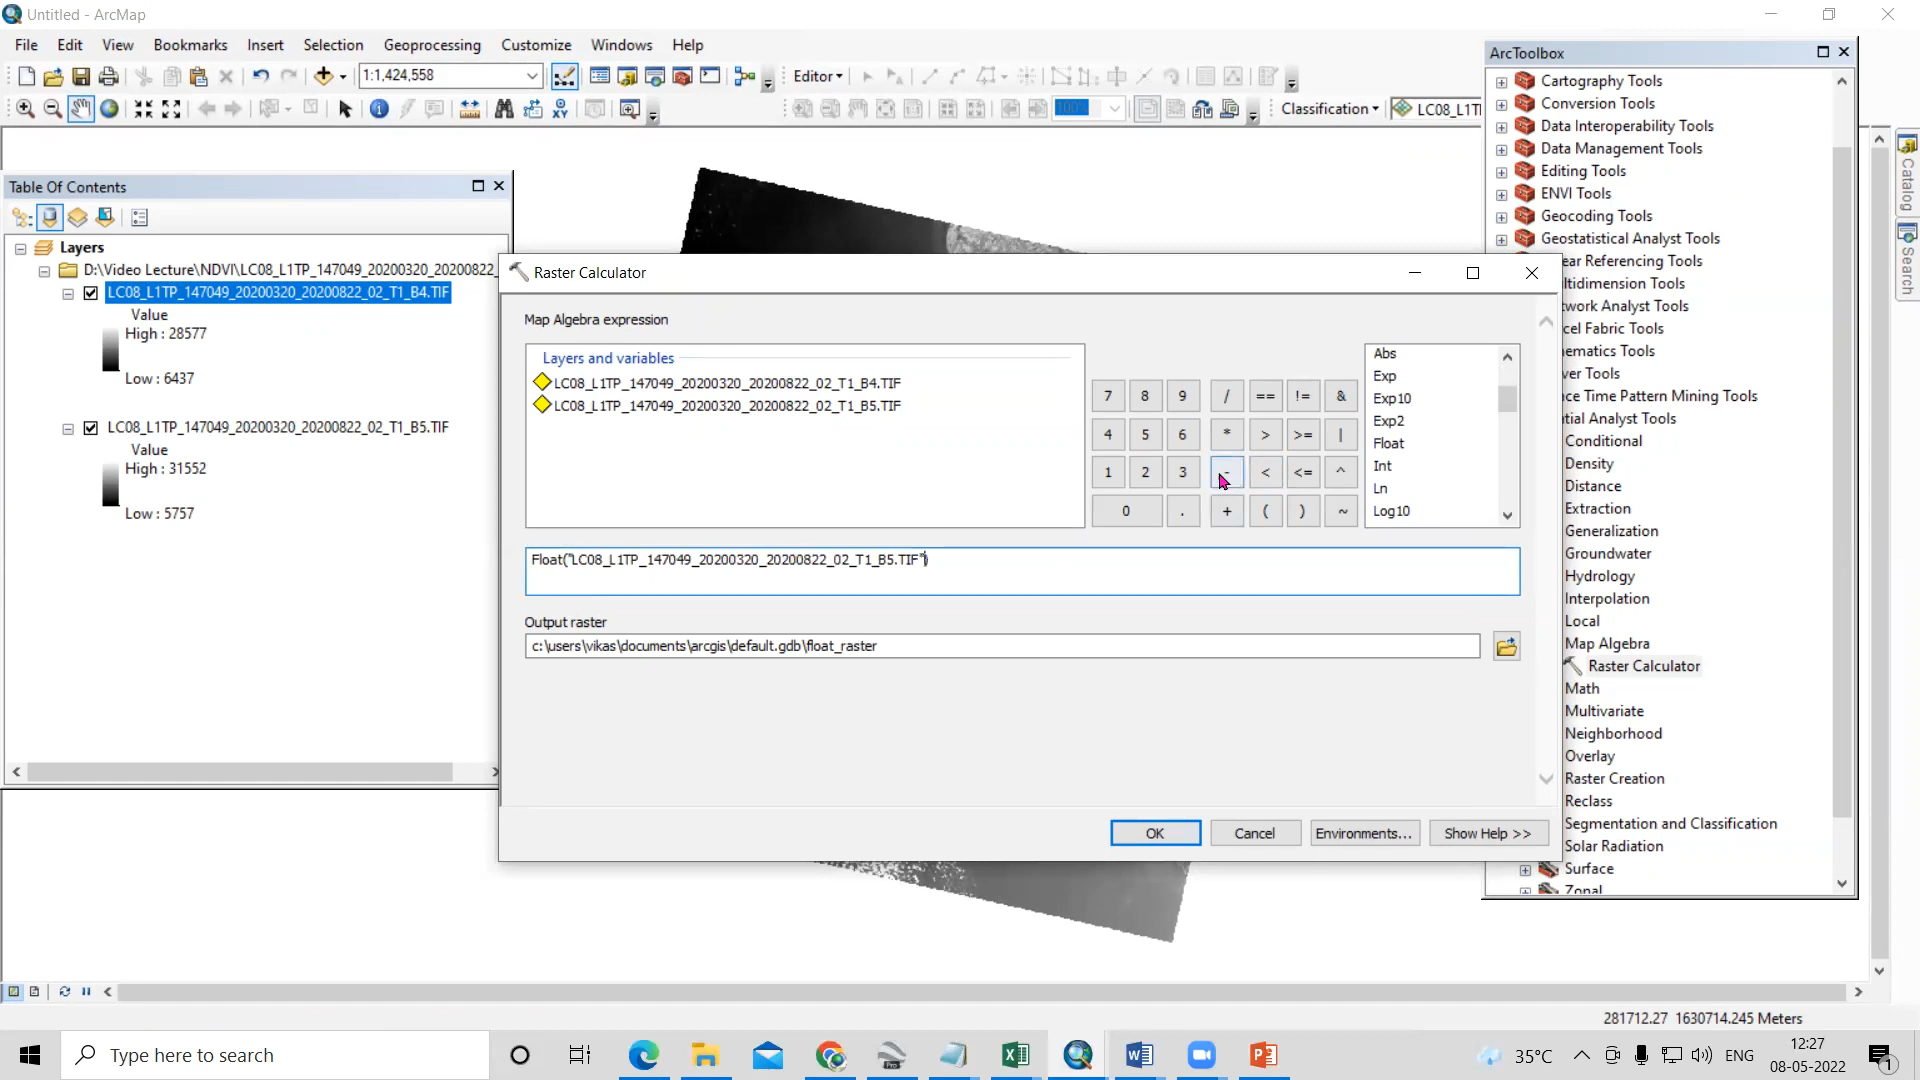 Untitled - ArcMap
File Edit View Bookmarks Insert Selection Geoprocessing Customize Windows Help
1:1,424,558
Editor
100%
Classification
LC08_L1T
ArcToolbox
Cartography Tools
Conversion Tools
Data Interoperability Tools
Data Management Tools
Editing Tools
ENVI Tools
Geocoding Tools
Geostatistical Analyst Tools
ear Referencing Tools
ltidimension Tools
twork Analyst Tools
cel Fabric Tools
ematics Tools
ver Tools
ce Time Pattern Mining Tools
tial Analyst Tools
Conditional
Density
Distance
Extraction
Generalization
Groundwater
Hydrology
Interpolation
Local
Map Algebra
Raster Calculator
Math
Multivariate
Neighborhood
Overlay
Raster Creation
Reclass
Segmentation and Classification
Solar Radiation
Surface
Zonal
Catalog
Search
Table Of Contents
Layers
D:\Video Lecture\NDVI\LC08_L1TP_147049_20200320_20200822_
LC08_L1TP_147049_20200320_20200822_02_T1_B4.TIF
Value
High : 28577
Low : 6437
LC08_L1TP_147049_20200320_20200822_02_T1_B5.TIF
Value
High : 31552
Low : 5757
Raster Calculator
Map Algebra expression
Layers and variables
LC08_L1TP_147049_20200320_20200822_02_T1_B4.TIF
LC08_L1TP_147049_20200320_20200822_02_T1_B5.TIF
7 8 9 / == != &
4 5 6 * > >= |
1 2 3 - < <= ^
0 . + ( ) ~
Abs
Exp
Exp10
Exp2
Float
Int
Ln
Log10
Float("LC08_L1TP_147049_20200320_20200822_02_T1_B5.TIF")
Output raster
c:\users\vikas\documents\arcgis\default.gdb\float_raster
OK Cancel Environments... Show Help >>
281712.27 1630714.245 Meters
Type here to search
35°C
ENG
12:27
08-05-2022
1